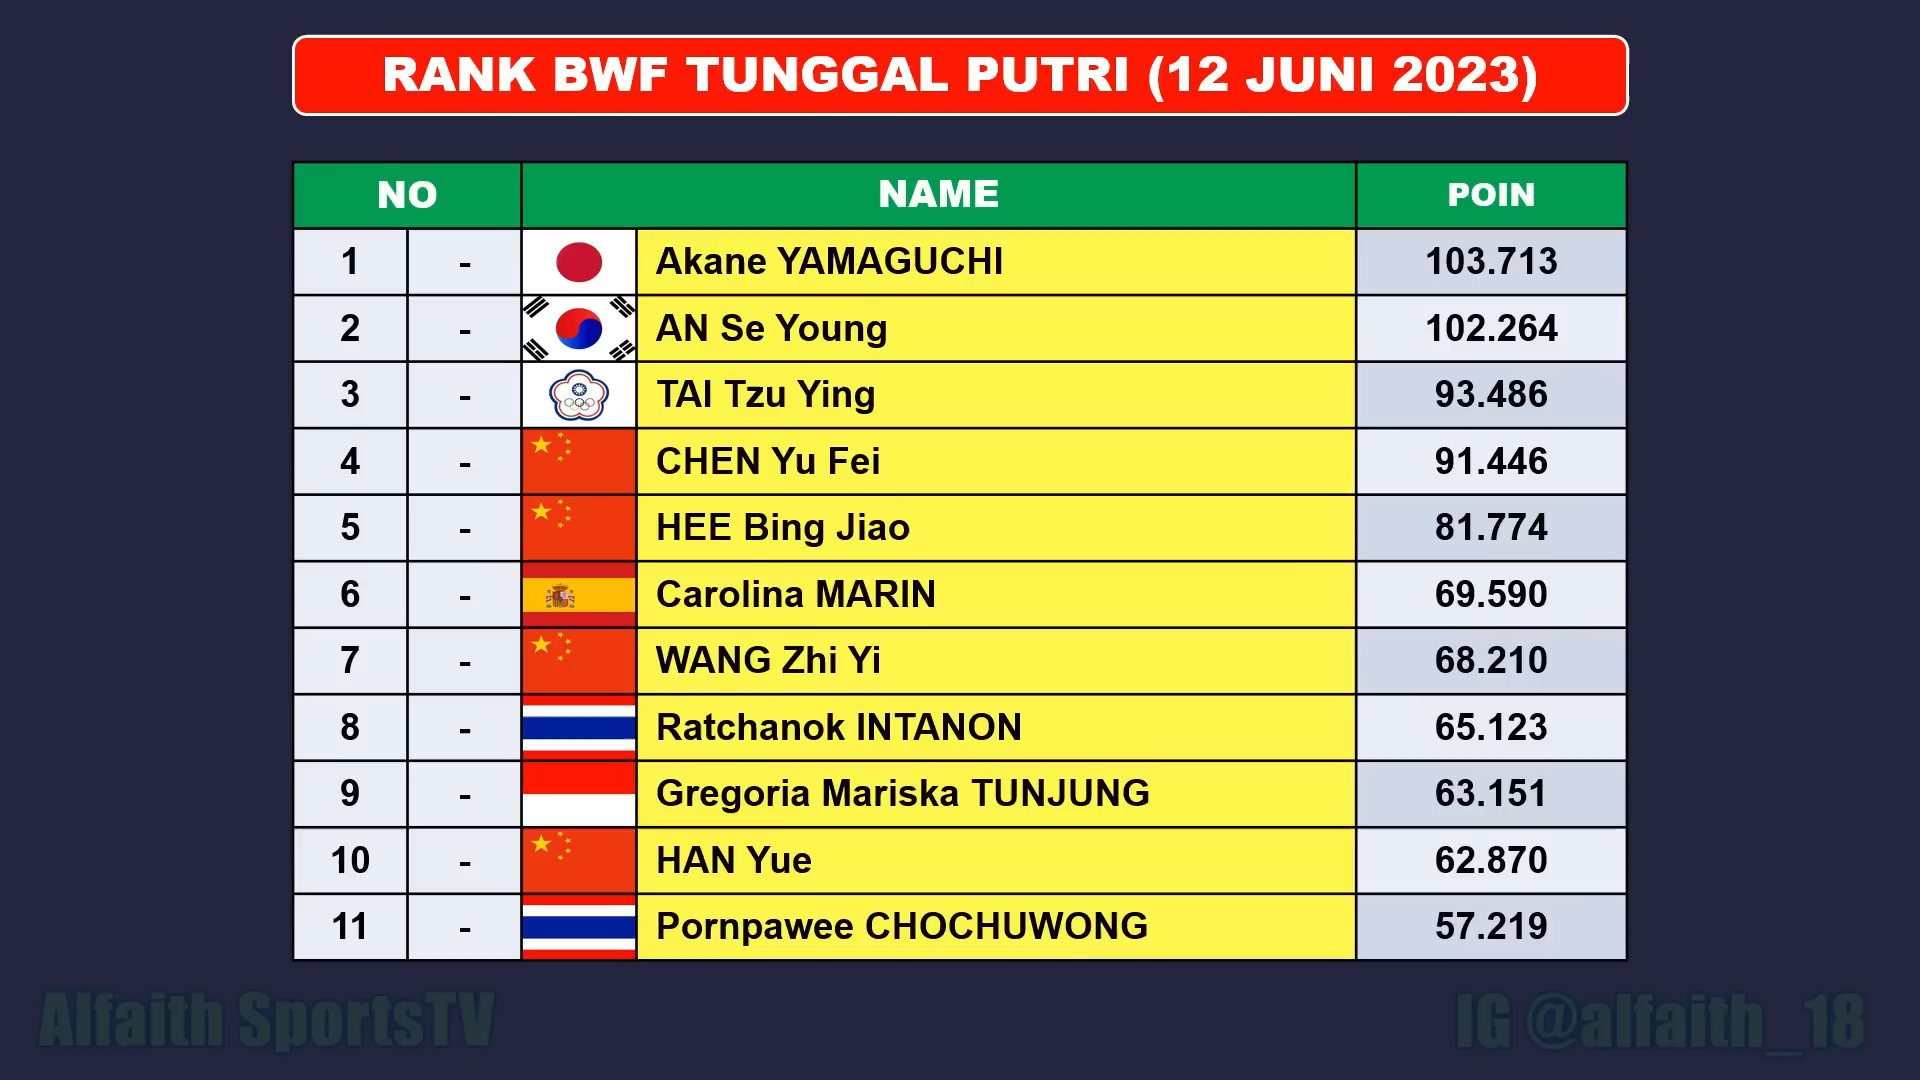 RANK BWF TUNGGAL PUTRI (12 JUNI 2023)
NO NAME POIN
1 - Akane YAMAGUCHI 103.713
2 - AN Se Young 102.264
3 - TAI Tzu Ying 93.486
4 - CHEN Yu Fei 91.446
5 - HEE Bing Jiao 81.774
6 - Carolina MARIN 69.590
7 - WANG Zhi Yi 68.210
8 - Ratchanok INTANON 65.123
9 - Gregoria Mariska TUNJUNG 63.151
10 - HAN Yue 62.870
11 - Pornpawee CHOCHUWONG 57.219
Alfaith SportsTV
IG @alfaith_18